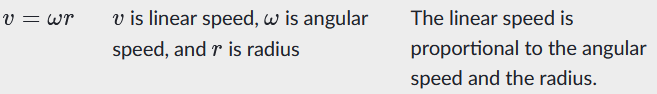 v = ωr
v is linear speed, ω is angular
speed, and r is radius
The linear speed is
proportional to the angular
speed and the radius.